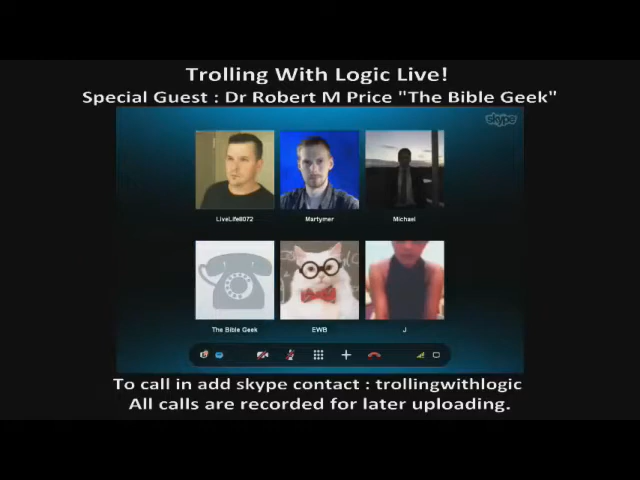 Trolling With Logic Live!
Special Guest : Dr Robert M Price "The Bible Geek"
skype
LiveLife8072 Martymer Michael
The Bible Geek EWB J
To call in add skype contact : trollingwithlogic
All calls are recorded for later uploading.